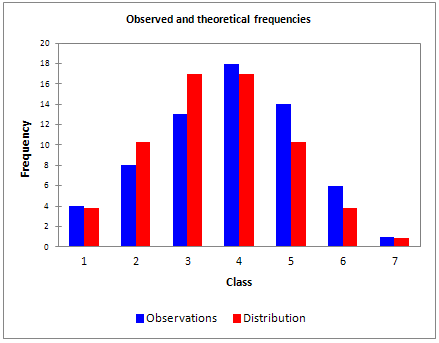 Observed and theoretical frequencies
20
18
16
14
12
10
8
6
4
2
0
Frequency
1 2 3 4 5 6 7
Class
Observations Distribution